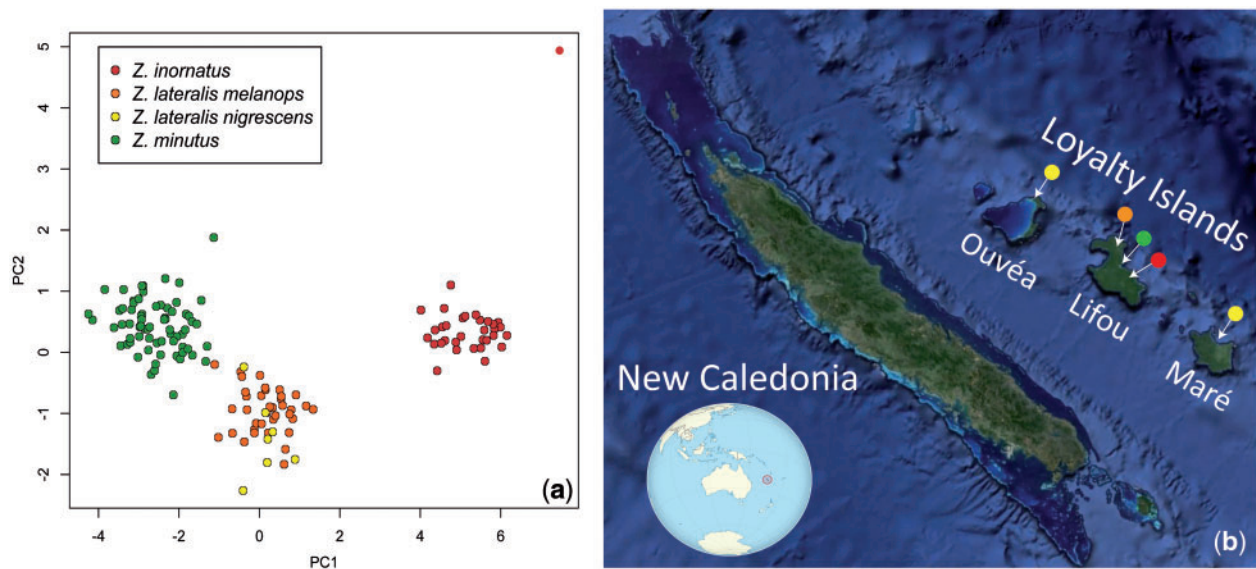 5
4
3
2
1
0
-1
-2
PC2
Z. inornatus
Z. lateralis melanops
Z. lateralis nigrescens
Z. minutus
(a)
-4
-2
0
2
4
6
PC1
Loyalty Islands
Ouvéa
Lifou
Maré
New Caledonia
(b)